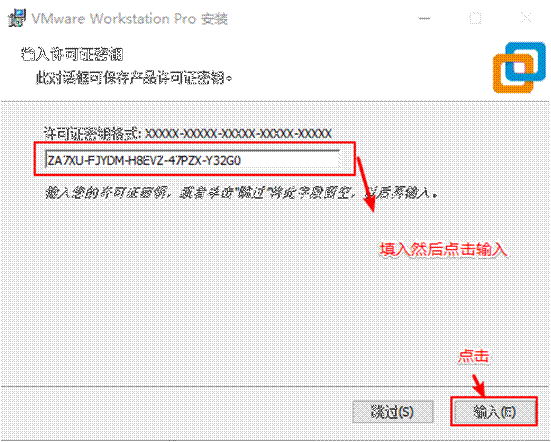 VMware Workstation Pro 安装
输入许可证密钥
此对话框可保存产品许可证密钥。
许可证密钥格式: XXXXX-XXXXX-XXXXX-XXXXX-XXXXX
ZA7XU-FJYDM-H8EVZ-47PZX-Y32G0
输入您的许可证密钥，或者单击"跳过"将此字段留空，以后再输入。
填入然后点击输入
点击
跳过(S)
输入(E)